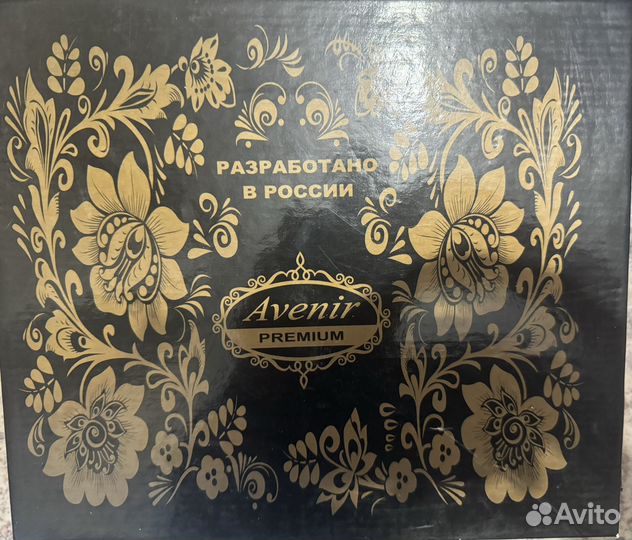 РАЗРАБОТАНО
В РОССИИ
Avenir
PREMIUM
Avito